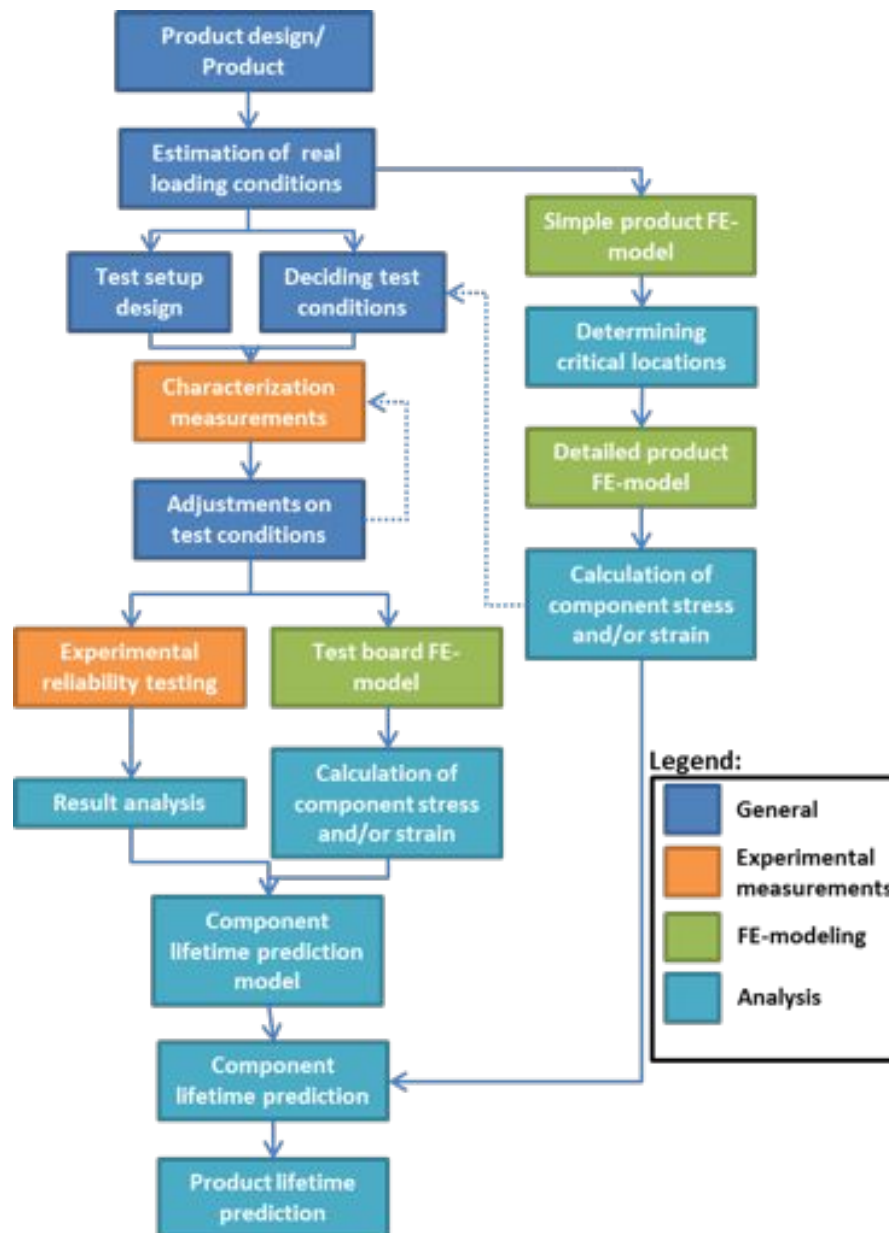 Product design/
Product
Estimation of real
loading conditions
Simple product FE-
model
Test setup
design
Deciding test
conditions
Determining
critical locations
Characterization
measurements
Detailed product
FE-model
Adjustments on
test conditions
Calculation of
component stress
and/or strain
Experimental
reliability testing
Test board FE-
model
Result analysis
Calculation of
component stress
and/or strain
Legend:
General
Experimental
measurements
FE-modeling
Analysis
Component
lifetime prediction
model
Component
lifetime prediction
Product lifetime
prediction